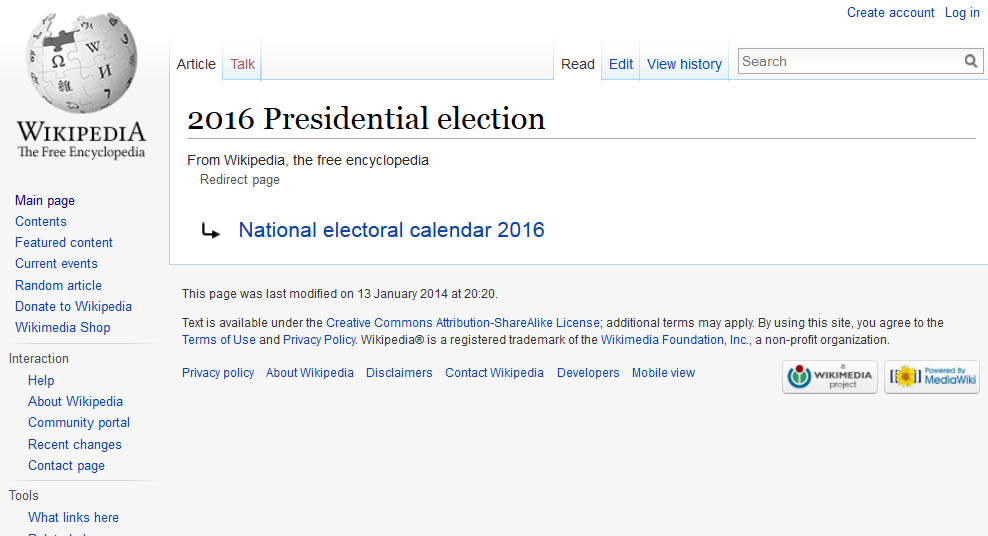 Create account Log in
Article Talk Read Edit View history Search
Ω W И 維 7
WIKIPEDIA
The Free Encyclopedia
2016 Presidential election
From Wikipedia, the free encyclopedia
Redirect page
National electoral calendar 2016
Main page
Contents
Featured content
Current events
Random article
Donate to Wikipedia
Wikimedia Shop
Interaction
Help
About Wikipedia
Community portal
Recent changes
Contact page
Tools
What links here
This page was last modified on 13 January 2014 at 20:20.
Text is available under the Creative Commons Attribution-ShareAlike License; additional terms may apply. By using this site, you agree to the
Terms of Use and Privacy Policy. Wikipedia® is a registered trademark of the Wikimedia Foundation, Inc., a non-profit organization.
Privacy policy About Wikipedia Disclaimers Contact Wikipedia Developers Mobile view
a
WIKIMEDIA
project
Powered By
MediaWiki